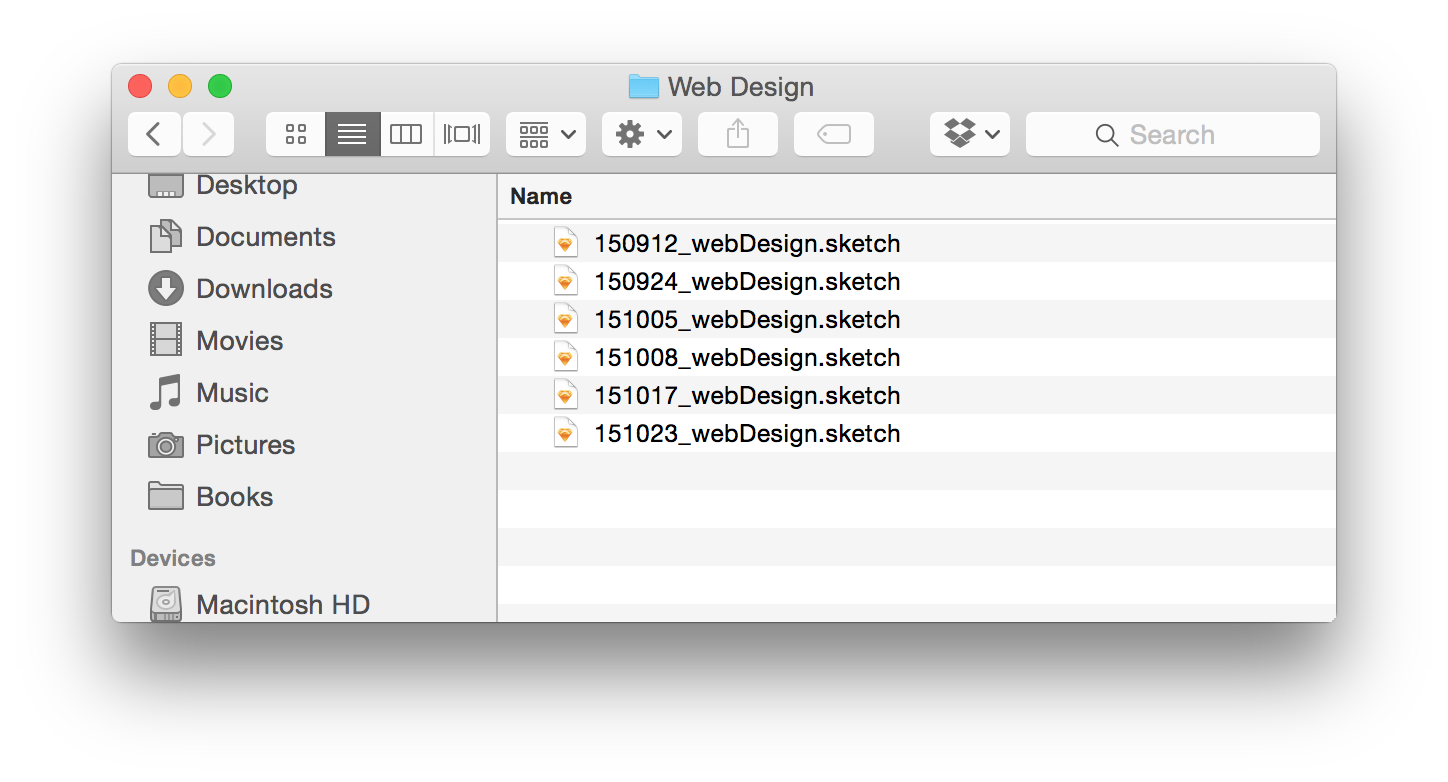 Web Design
Search
Desktop
Documents
Downloads
Movies
Music
Pictures
Books
Devices
Macintosh HD
Name
150912_webDesign.sketch
150924_webDesign.sketch
151005_webDesign.sketch
151008_webDesign.sketch
151017_webDesign.sketch
151023_webDesign.sketch